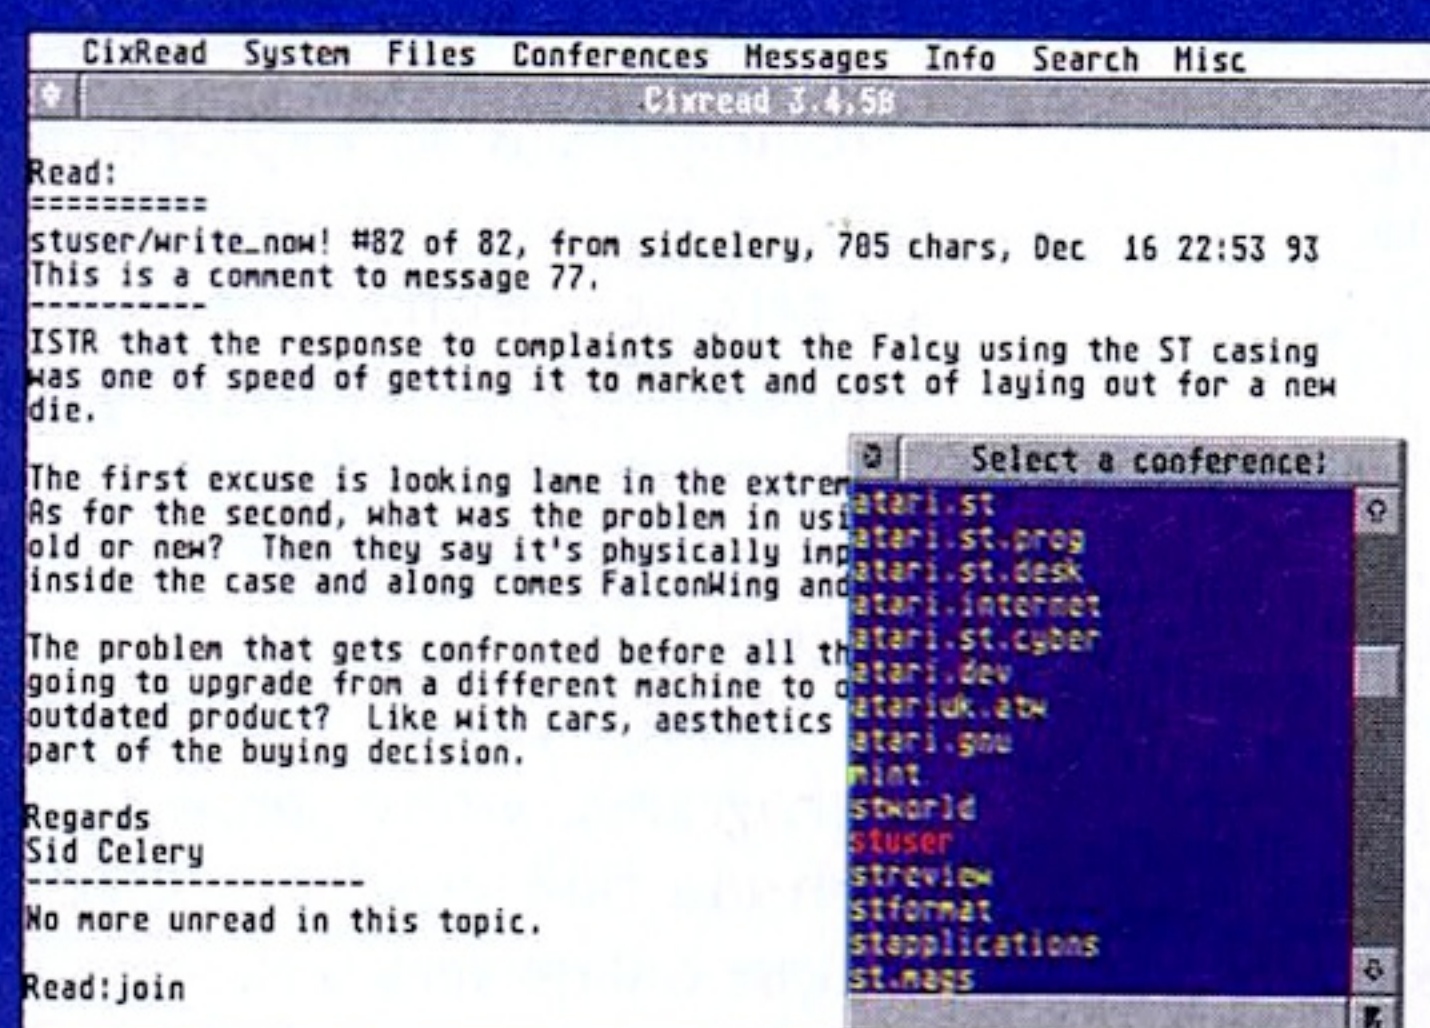 CixRead System Files Conferences Messages Info Search Misc
Cixread 3.4.5B
Read:
==========
stuser/write_now! #82 of 82, from sidcelery, 785 chars, Dec 16 22:53 93
This is a comment to message 77.
----------
ISTR that the response to complaints about the Falcy using the ST casing
was one of speed of getting it to market and cost of laying out for a new
die.
The first excuse is looking lame in the extrem
As for the second, what was the problem in usi
old or new? Then they say it's physically imp
inside the case and along comes FalconWing and
The problem that gets confronted before all th
going to upgrade from a different machine to o
outdated product? Like with cars, aesthetics
part of the buying decision.
Regards
Sid Celery
-------------------
No more unread in this topic.
Read:join
Select a conference:
atari.st
atari.st.prog
atari.st.desk
atari.internet
atari.st.cyber
atari.dev
atariuk.atw
atari.gnu
mint
stworld
stuser
streview
stformat
stapplications
st.mags